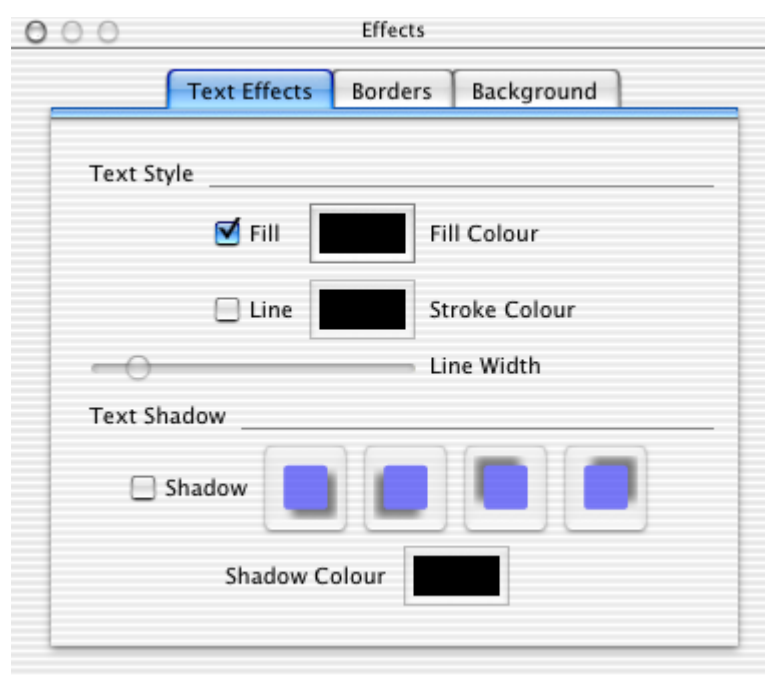 Effects
Text Effects Borders Background
Text Style
Fill Fill Colour
Line Stroke Colour
Line Width
Text Shadow
Shadow
Shadow Colour